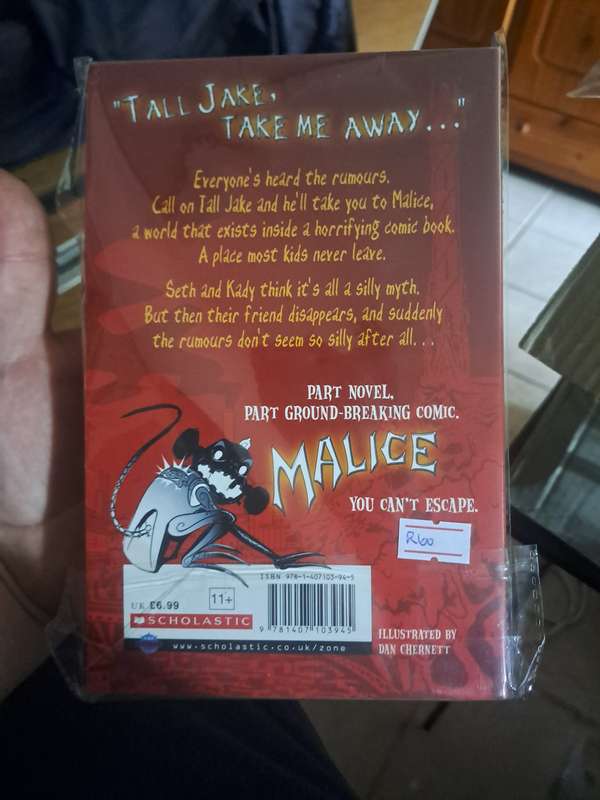 "TALL JAKE,
TAKE ME AWAY..."
Everyone's heard the rumours.
Call on Tall Jake and he'll take you to Malice,
a world that exists inside a horrifying comic book.
A place most kids never leave.
Seth and Kady think it's all a silly myth.
But then their friend disappears, and suddenly
the rumours don't seem so silly after all...
PART NOVEL,
PART GROUND-BREAKING COMIC.
MALICE
YOU CAN'T ESCAPE.
R60
ISBN 978-1-407103-94-5
UK £6.99
11+
SCHOLASTIC
9 781407 103945
www.scholastic.co.uk/zone
ILLUSTRATED BY
DAN CHERNETT